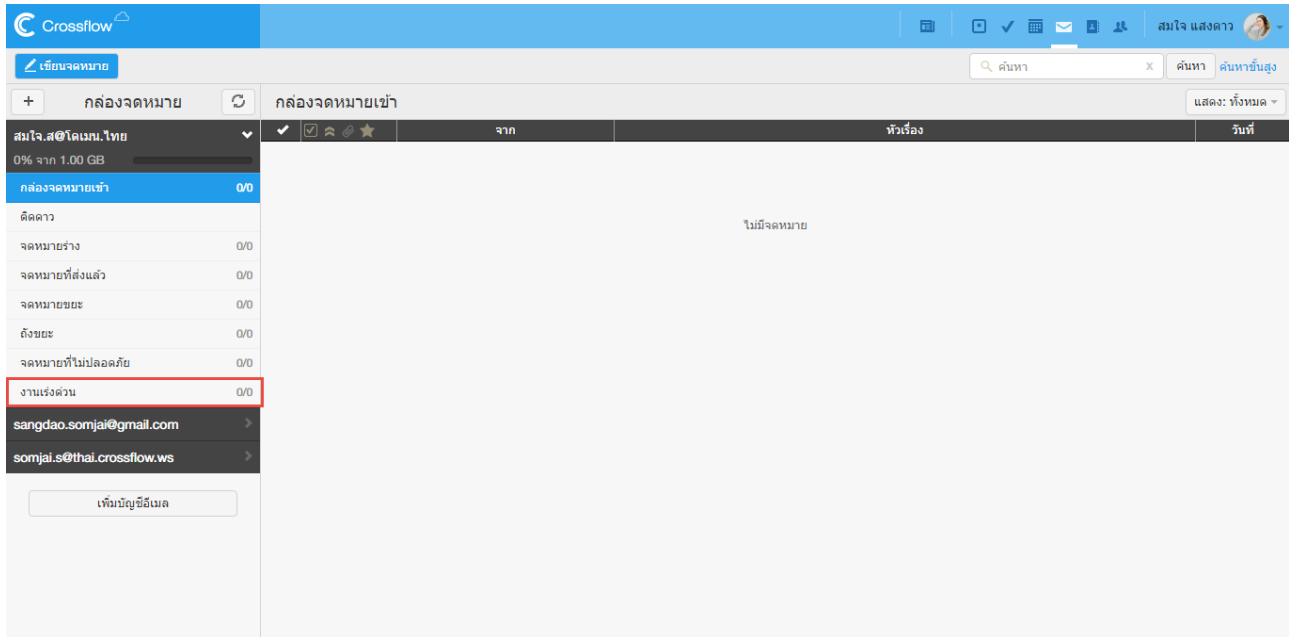 Crossflow
สมใจ แสงดาว
เขียนจดหมาย
ค้นหา x ค้นหา ค้นหาขั้นสูง
+ กล่องจดหมาย
กล่องจดหมายเข้า
แสดง: ทั้งหมด
สมใจ.ส@โดเมน.ไทย
0% จาก 1.00 GB
จาก หัวเรื่อง วันที่
กล่องจดหมายเข้า 0/0
ติดดาว
จดหมายร่าง 0/0
จดหมายที่ส่งแล้ว 0/0
จดหมายขยะ 0/0
ถังขยะ 0/0
จดหมายที่ไม่ปลอดภัย 0/0
งานเร่งด่วน 0/0
sangdao.somjai@gmail.com
somjai.s@thai.crossflow.ws
เพิ่มบัญชีอีเมล
ไม่มีจดหมาย